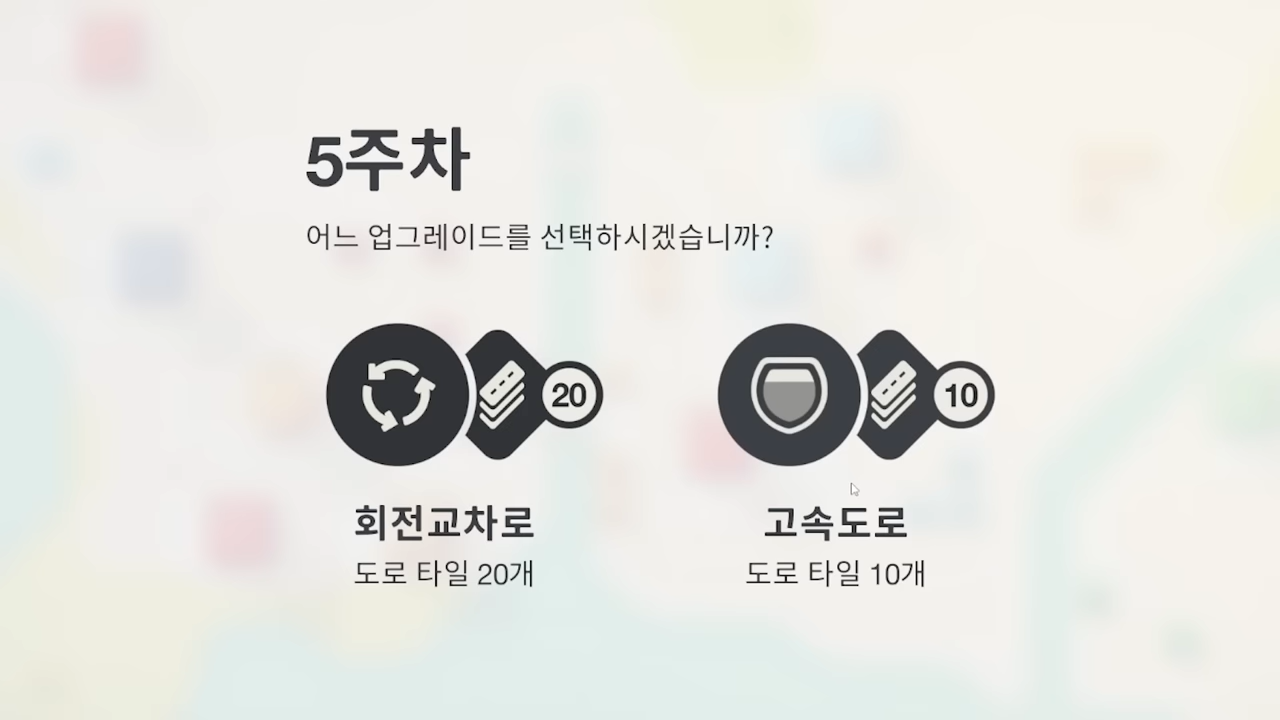 5주차
어느 업그레이드를 선택하시겠습니까?
20
10
회전교차로
고속도로
도로 타일 20개
도로 타일 10개